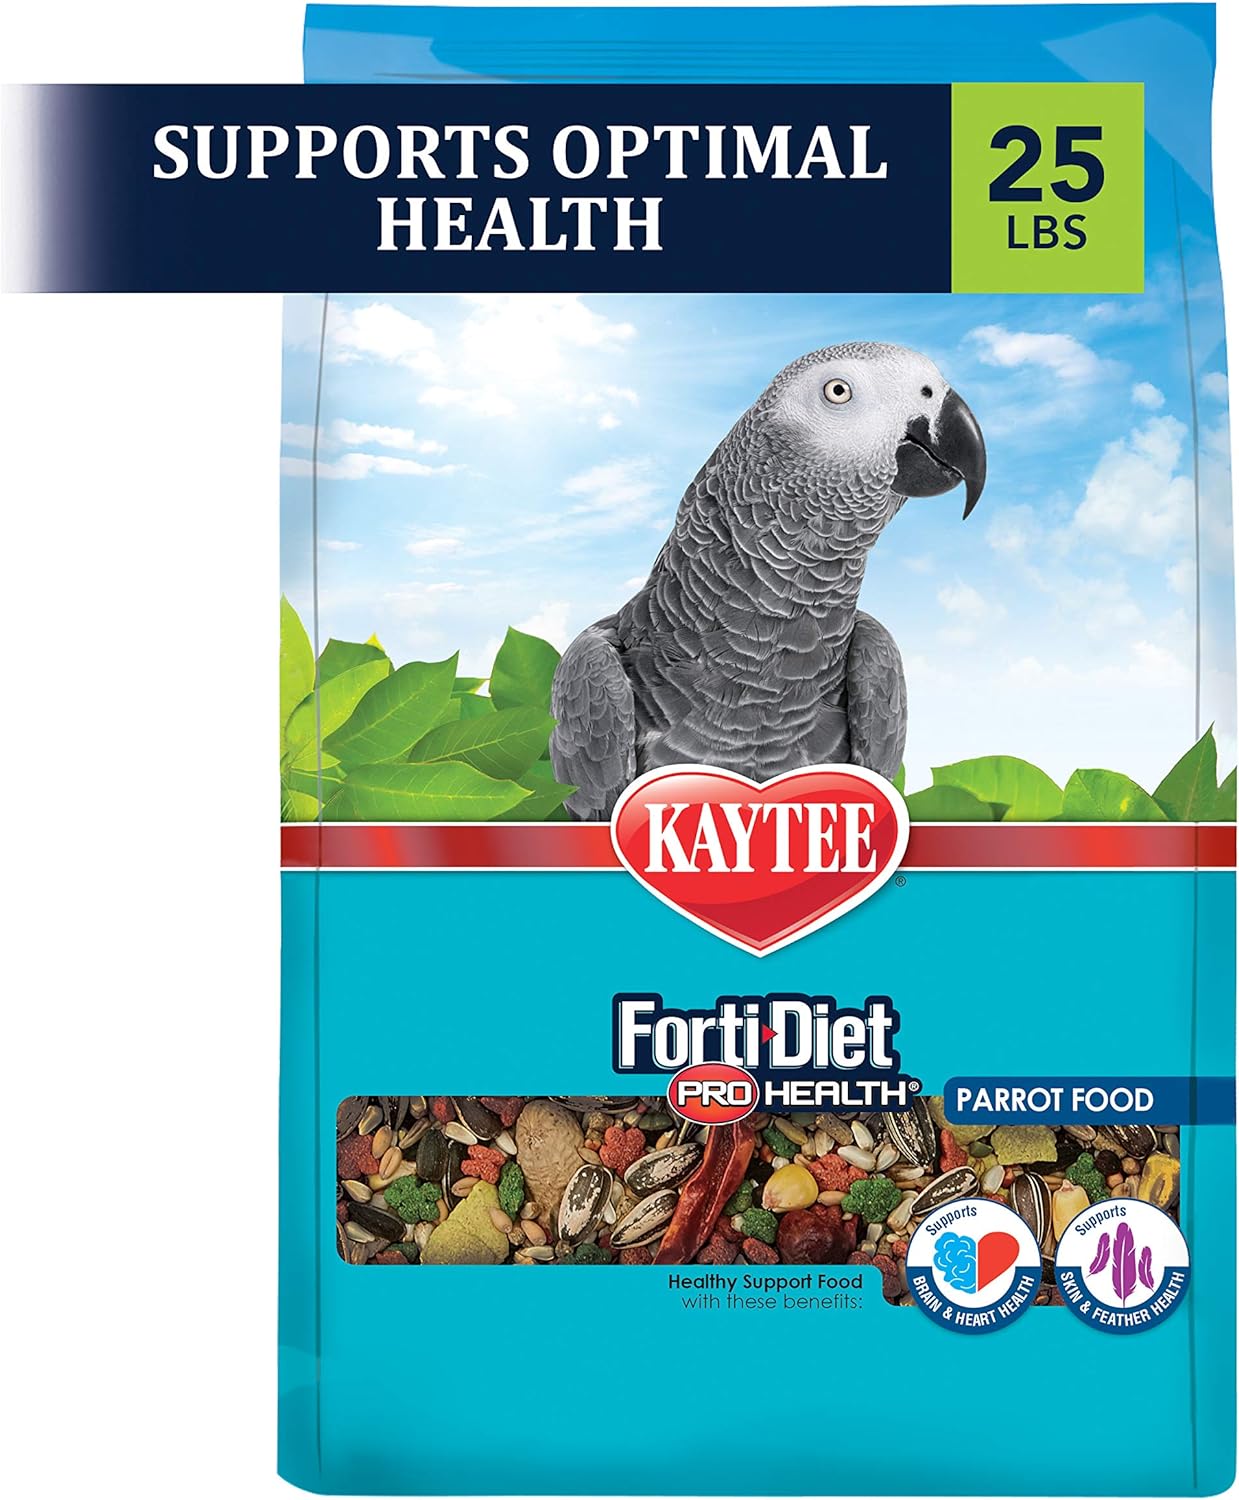 SUPPORTS OPTIMAL
HEALTH
25
LBS
KAYTEE
®
Forti Diet
PRO HEALTH®
PARROT FOOD
Healthy Support Food
with these benefits:
Supports
BRAIN & HEART HEALTH
Supports
SKIN & FEATHER HEALTH